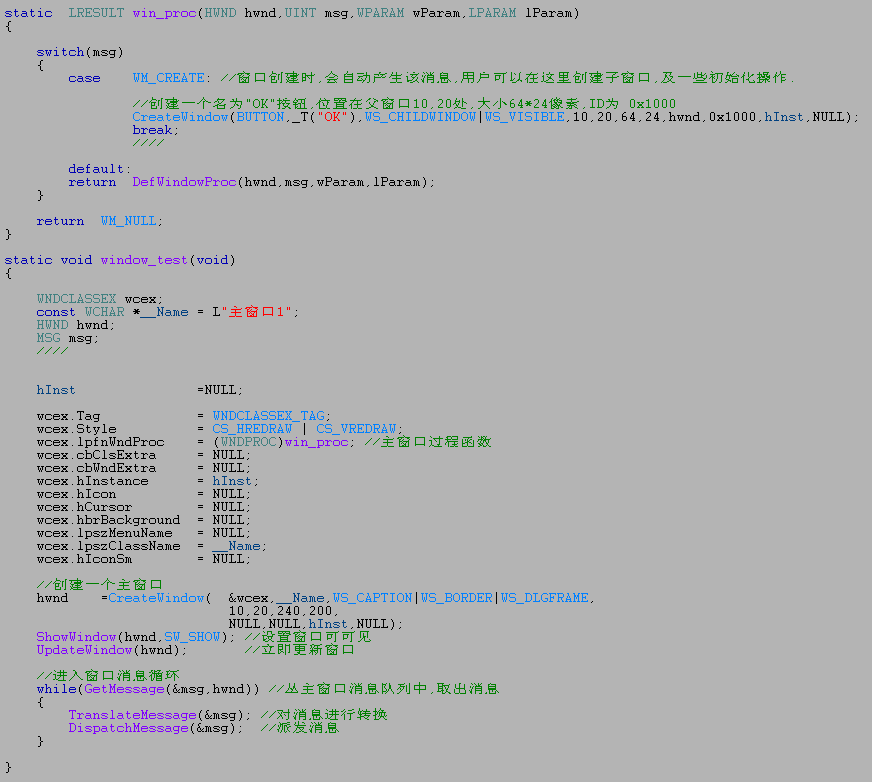 static  LRESULT win_proc(HWND hwnd,UINT msg,WPARAM wParam,LPARAM lParam)
{
    switch(msg)
    {
        case    WM_CREATE: //窗口创建时,会自动产生该消息,用户可以在这里创建子窗口,及一些初始化操作.
                //创建一个名为"OK"按钮,位置在父窗口10,20处,大小64*24像素,ID为 0x1000
                CreateWindow(BUTTON,_T("OK"),WS_CHILDWINDOW|WS_VISIBLE,10,20,64,24,hwnd,0x1000,hInst,NULL);
                break;
                ////
        default:
        return  DefWindowProc(hwnd,msg,wParam,lParam);
    }
    return  WM_NULL;
}
static void window_test(void)
{
    WNDCLASSEX wcex;
    const WCHAR *__Name = L"主窗口1";
    HWND hwnd;
    MSG msg;
    ////
    hInst               =NULL;
    wcex.Tag            = WNDCLASSEX_TAG;
    wcex.Style          = CS_HREDRAW | CS_VREDRAW;
    wcex.lpfnWndProc    = (WNDPROC)win_proc; //主窗口过程函数
    wcex.cbClsExtra     = NULL;
    wcex.cbWndExtra     = NULL;
    wcex.hInstance      = hInst;
    wcex.hIcon          = NULL;
    wcex.hCursor        = NULL;
    wcex.hbrBackground  = NULL;
    wcex.lpszMenuName   = NULL;
    wcex.lpszClassName  = __Name;
    wcex.hIconSm        = NULL;
    //创建一个主窗口
    hwnd    =CreateWindow(  &wcex,__Name,WS_CAPTION|WS_BORDER|WS_DLGFRAME,
                            10,20,240,200,
                            NULL,NULL,hInst,NULL);
    ShowWindow(hwnd,SW_SHOW); //设置窗口可可见
    UpdateWindow(hwnd);       //立即更新窗口
    //进入窗口消息循环
    while(GetMessage(&msg,hwnd)) //丛主窗口消息队列中,取出消息
    {
        TranslateMessage(&msg); //对消息进行转换
        DispatchMessage(&msg);  //派发消息
    }
}